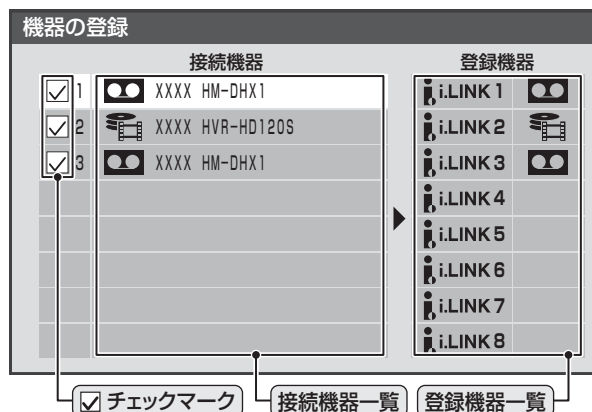 機器の登録
接続機器 登録機器
1 XXXX HM-DHX1 i.LINK 1
2 XXXX HVR-HD120S i.LINK 2
3 XXXX HM-DHX1 i.LINK 3
i.LINK 4
i.LINK 5
i.LINK 6
i.LINK 7
i.LINK 8
チェックマーク 接続機器一覧 登録機器一覧